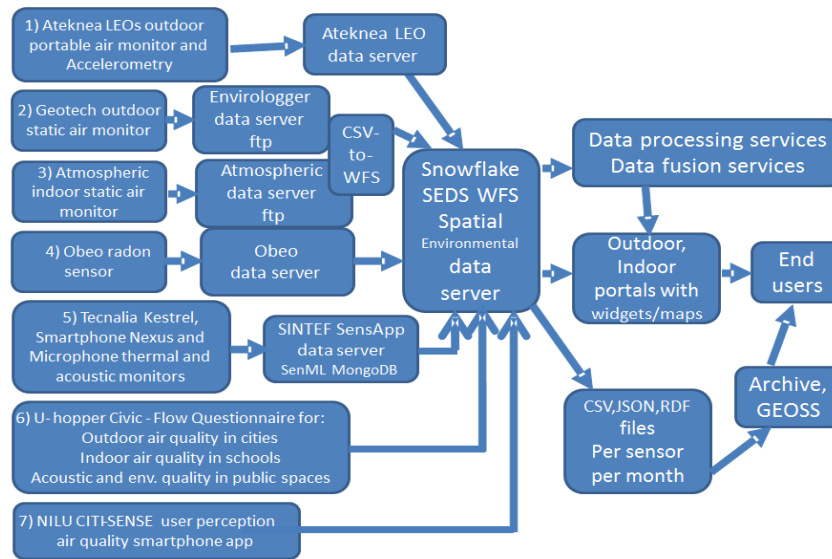 1) Ateknea LEOs outdoor
portable air monitor and
Accelerometry
Ateknea LEO
data server
2) Geotech outdoor
static air monitor
Envirologger
data server
ftp
CSV-
to-
WFS
3) Atmospheric
indoor static air
monitor
Atmospheric
data server
ftp
4) Obeo radon
sensor
Obeo
data server
5) Tecnalia Kestrel,
Smartphone Nexus and
Microphone thermal and
acoustic monitors
SINTEF SensApp
data server
SenML MongoDB
6) U-hopper Civic - Flow Questionnaire for:
Outdoor air quality in cities
Indoor air quality in schools
Acoustic and env. quality in public spaces
7) NILU CITI-SENSE user perception
air quality smartphone app
Snowflake
SEDS WFS
Spatial
Environmental
data
server
Data processing services
Data fusion services
Outdoor,
Indoor
portals with
widgets/maps
End
users
CSV,JSON,RDF
files
Per sensor
per month
Archive,
GEOSS